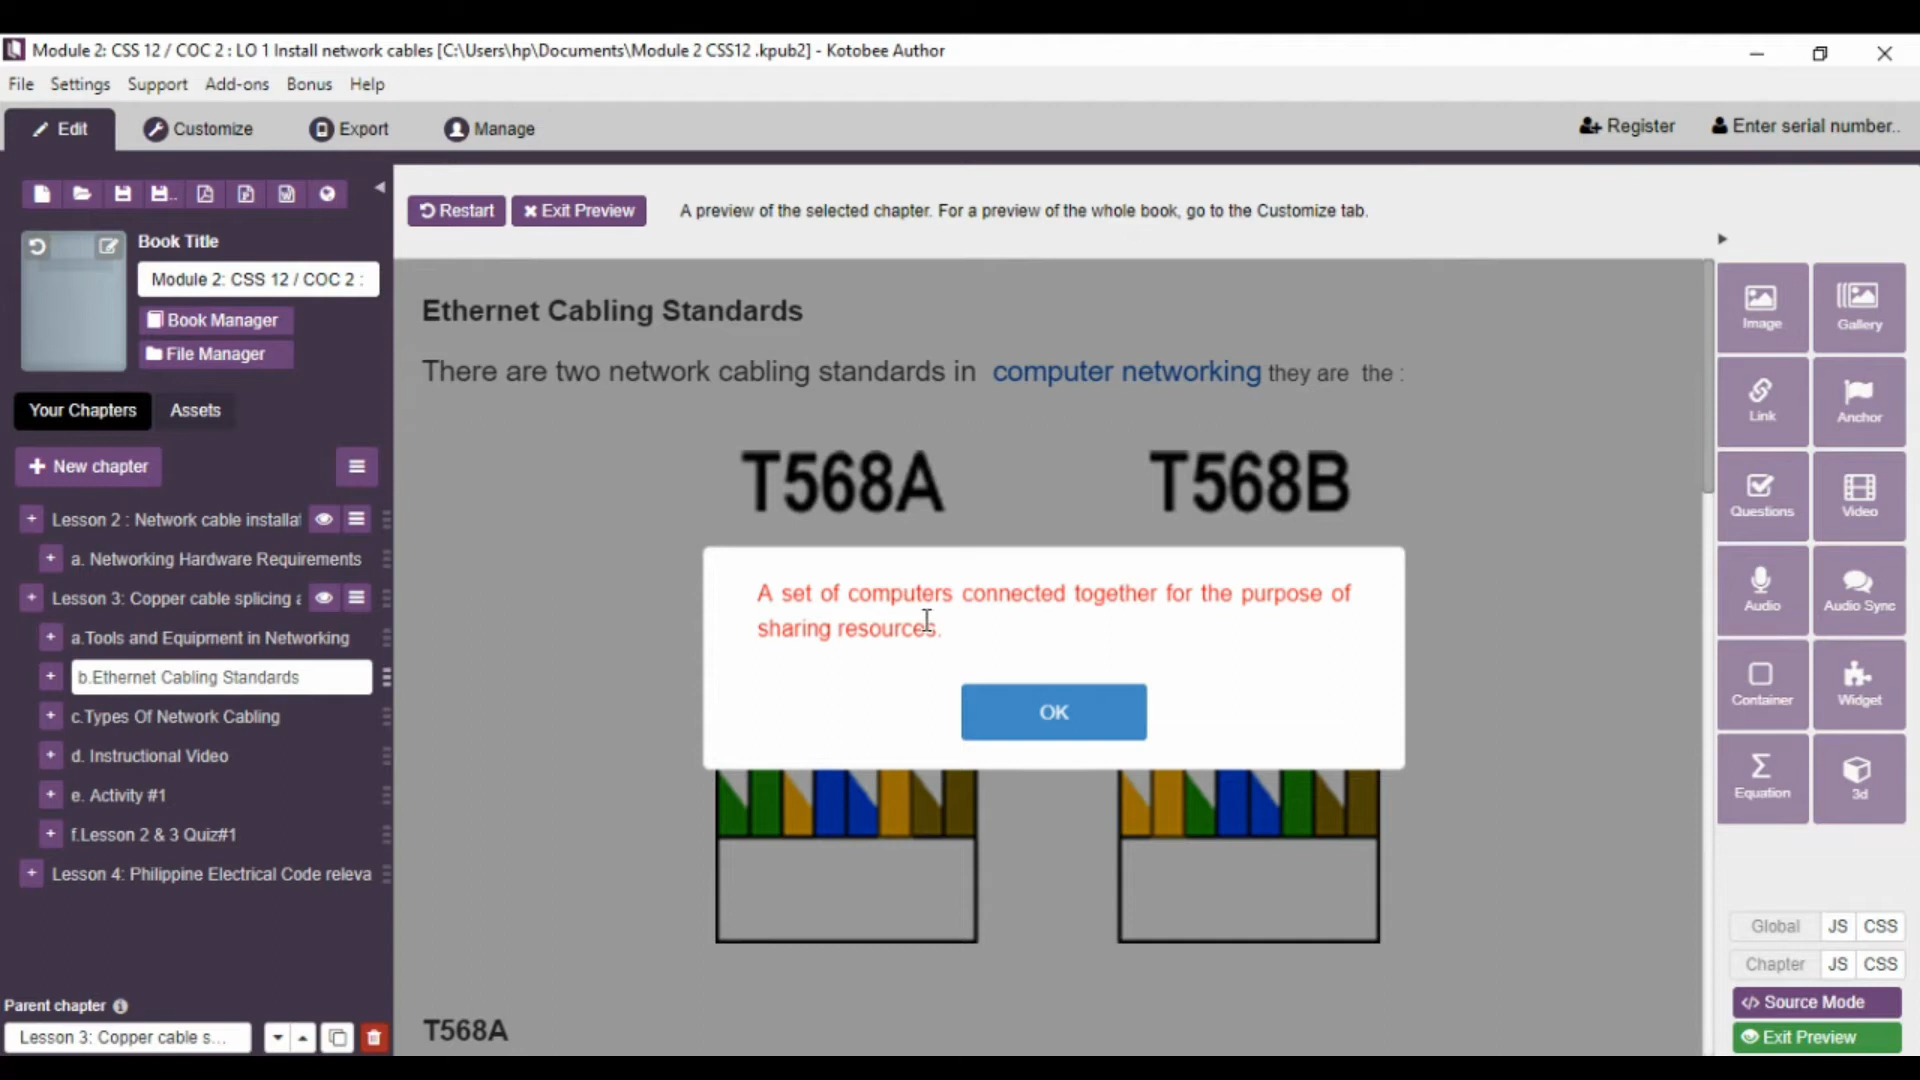 Module 2: CSS 12 / COC 2 : LO 1 Install network cables [C:\Users\hp\Documents\Module 2 CSS12 .kpub2] - Kotobee Author
File Settings Support Add-ons Bonus Help
Edit Customize Export Manage Register Enter serial number..
Restart Exit Preview A preview of the selected chapter. For a preview of the whole book, go to the Customize tab.
Book Title
Module 2: CSS 12 / COC 2 :
Book Manager
File Manager
Your Chapters Assets
New chapter
Lesson 2 : Network cable installat
a. Networking Hardware Requirements
Lesson 3: Copper cable splicing a
a.Tools and Equipment in Networking
b.Ethernet Cabling Standards
c.Types Of Network Cabling
d. Instructional Video
e. Activity #1
f.Lesson 2 & 3 Quiz#1
Lesson 4: Philippine Electrical Code releva
Parent chapter
Lesson 3: Copper cable s...
Ethernet Cabling Standards
There are two network cabling standards in computer networking they are the :
T568A T568B
A set of computers connected together for the purpose of
sharing resources.
OK
T568A
Image Gallery
Link Anchor
Questions Video
Audio Audio Sync
Container Widget
Equation 3d
Global JS CSS
Chapter JS CSS
</> Source Mode
Exit Preview